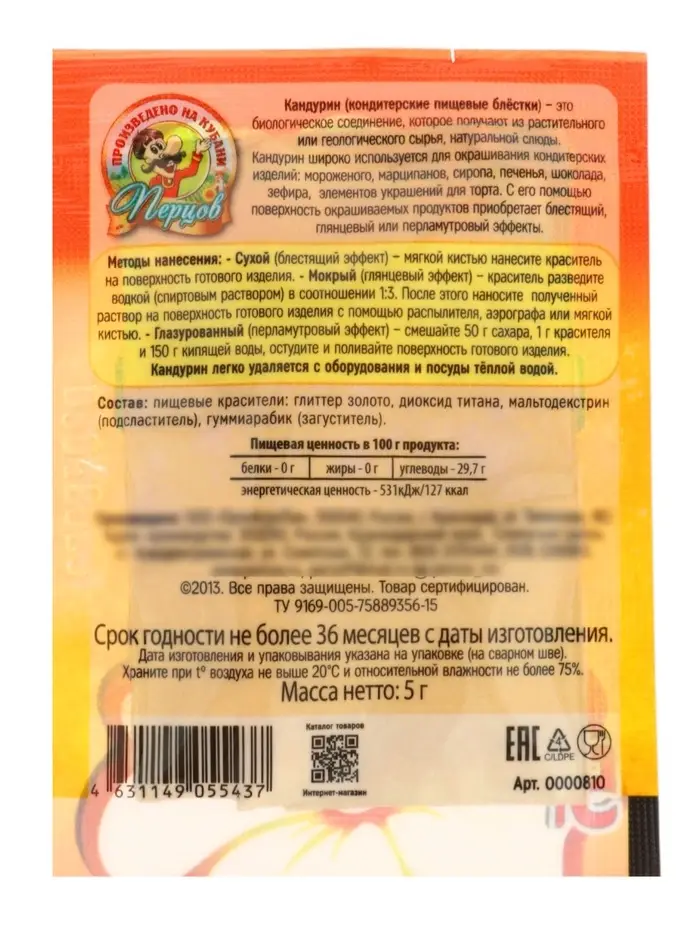 ПРОИЗВЕДЕНО НА КУБАНИ
Перцов
Кандурин (кондитерские пищевые блёстки) – это
биологическое соединение, которое получают из растительного
или геологического сырья, натуральной слюды.
Кандурин широко используется для окрашивания кондитерских
изделий: мороженого, марципанов, сиропа, печенья, шоколада,
зефира, элементов украшений для торта. С его помощью
поверхность окрашиваемых продуктов приобретает блестящий,
глянцевый или перламутровый эффекты.
Методы нанесения: - Сухой (блестящий эффект) – мягкой кистью нанесите краситель
на поверхность готового изделия. - Мокрый (глянцевый эффект) – краситель разведите
водкой (спиртовым раствором) в соотношении 1:3. После этого наносите полученный
раствор на поверхность готового изделия с помощью распылителя, аэрографа или мягкой
кистью. - Глазурованный (перламутровый эффект) – смешайте 50 г сахара, 1 г красителя
и 150 г кипящей воды, остудите и поливайте поверхность готового изделия.
Кандурин легко удаляется с оборудования и посуды тёплой водой.
Состав: пищевые красители: глиттер золото, диоксид титана, мальтодекстрин
(подсластитель), гуммиарабик (загуститель).
Пищевая ценность в 100 г продукта:
белки - 0 г жиры - 0 г углеводы - 29,7 г
энергетическая ценность - 531кДж/127 ккал
©2013. Все права защищены. Товар сертифицирован.
ТУ 9169-005-75889356-15
Срок годности не более 36 месяцев с даты изготовления.
Дата изготовления и упаковывания указана на упаковке (на сварном шве).
Храните при t° воздуха не выше 20°С и относительной влажности не более 75%.
Масса нетто: 5 г
Каталог товаров
Интернет-магазин
4 631149 055437
EAC
4
C/LDPE
Арт. 0000810